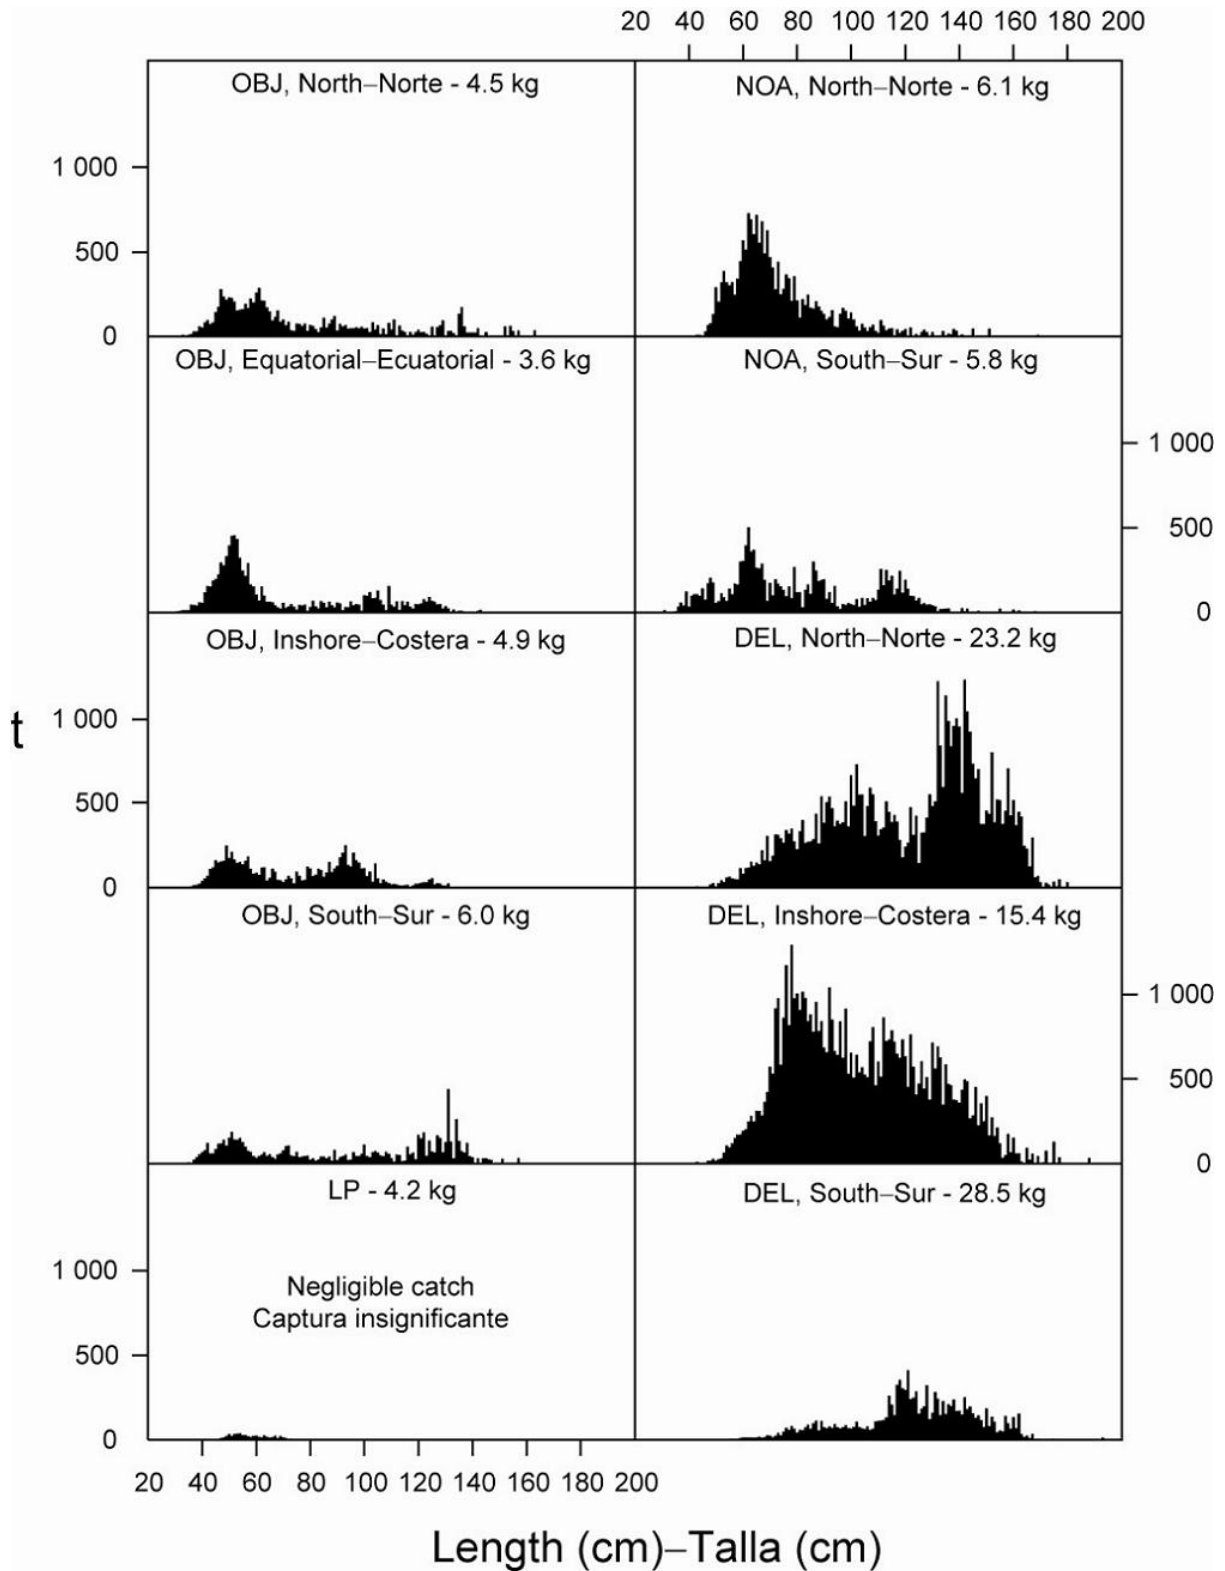 20 40 60 80 100 120 140 160 180 200
OBJ, North–Norte - 4.5 kg
NOA, North–Norte - 6.1 kg
1 000
500
0
OBJ, Equatorial–Ecuatorial - 3.6 kg
NOA, South–Sur - 5.8 kg
1 000
500
0
OBJ, Inshore–Costera - 4.9 kg
DEL, North–Norte - 23.2 kg
t
1 000
500
0
OBJ, South–Sur - 6.0 kg
DEL, Inshore–Costera - 15.4 kg
1 000
500
0
LP - 4.2 kg
DEL, South–Sur - 28.5 kg
1 000
Negligible catch
Captura insignificante
500
0
20 40 60 80 100 120 140 160 180 200
Length (cm)–Talla (cm)